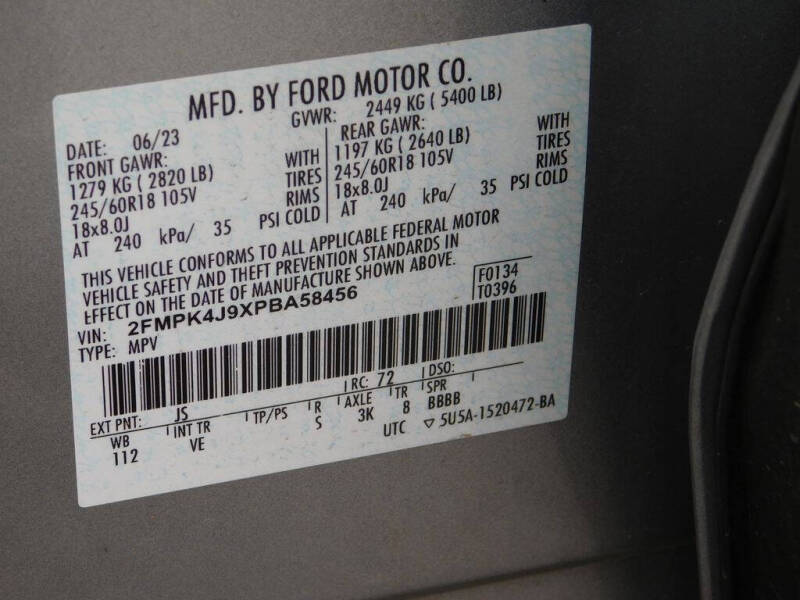 MFD. BY FORD MOTOR CO.
DATE: 06/23 GVWR: 2449 KG ( 5400 LB)
FRONT GAWR: REAR GAWR:
1279 KG ( 2820 LB) WITH 1197 KG ( 2640 LB) WITH
245/60R18 105V TIRES 245/60R18 105V TIRES
18x8.0J RIMS 18x8.0J RIMS
AT 240 kPa/ 35 PSI COLD AT 240 kPa/ 35 PSI COLD
THIS VEHICLE CONFORMS TO ALL APPLICABLE FEDERAL MOTOR
VEHICLE SAFETY AND THEFT PREVENTION STANDARDS IN
EFFECT ON THE DATE OF MANUFACTURE SHOWN ABOVE.
F0134
T0396
VIN: 2FMPK4J9XPBA58456
TYPE: MPV
EXT PNT: JS RC: 72 DSO:
WB INT TR TP/PS R AXLE TR SPR
112 VE S 3K 8 BBBB
UTC ▽ 5U5A-1520472-BA